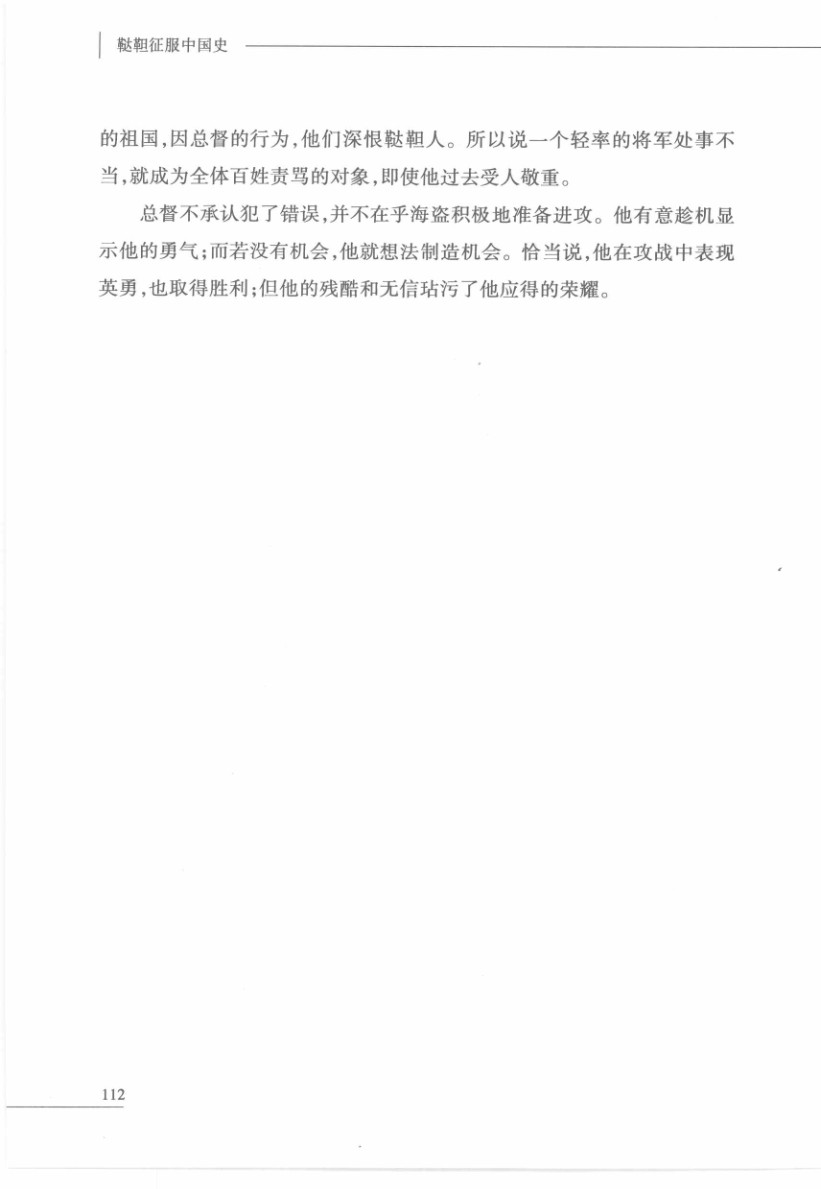 鞑靼征服中国史
的祖国,因总督的行为,他们深恨鞑靼人。所以说一个轻率的将军处事不
当,就成为全体百姓责骂的对象,即使他过去受人敬重。
总督不承认犯了错误,并不在乎海盗积极地准备进攻。他有意趁机显
示他的勇气;而若没有机会,他就想法制造机会。恰当说,他在攻战中表现
英勇,也取得胜利;但他的残酷和无信玷污了他应得的荣耀。
112